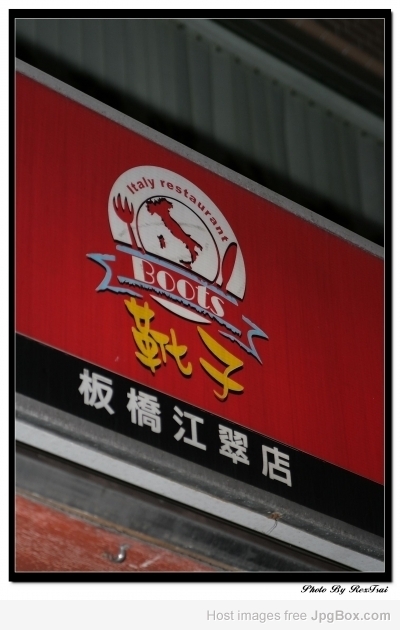 Italy restaurant
Boots
靴子
板橋江翠店
Photo By RexTsai
Host images free JpgBox.com